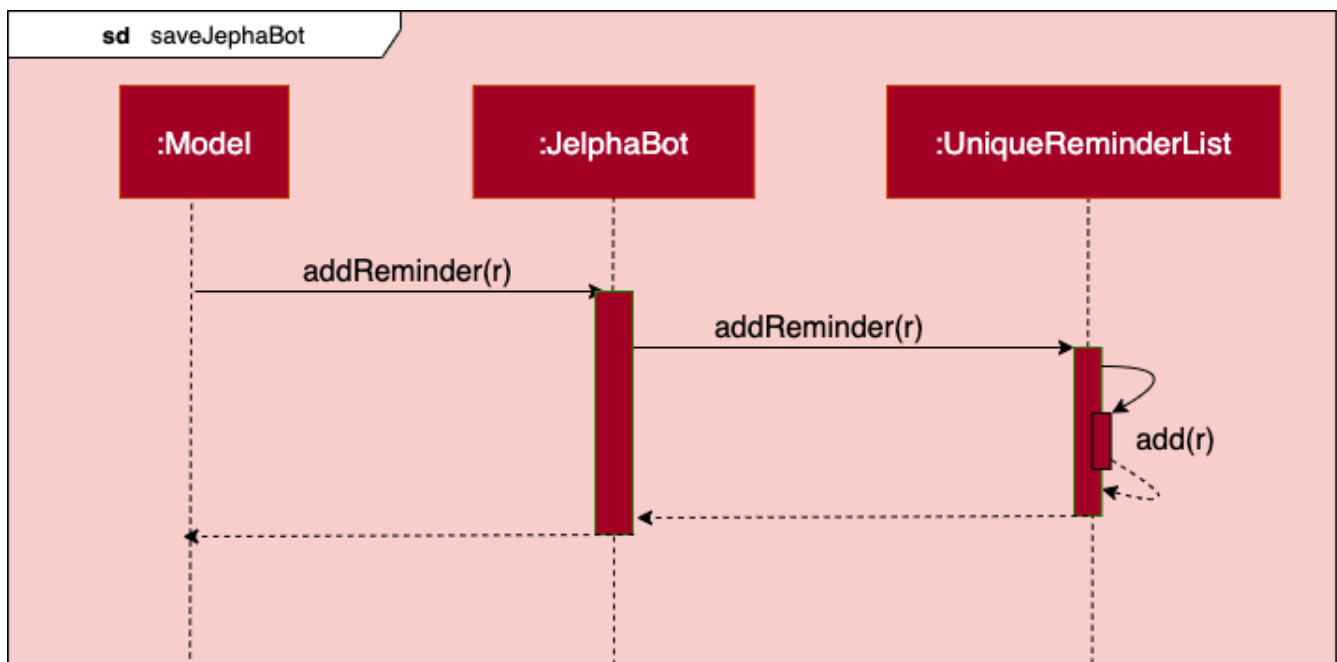 sd saveJephaBot
:Model
:JelphaBot
:UniqueReminderList
addReminder(r)
addReminder(r)
add(r)